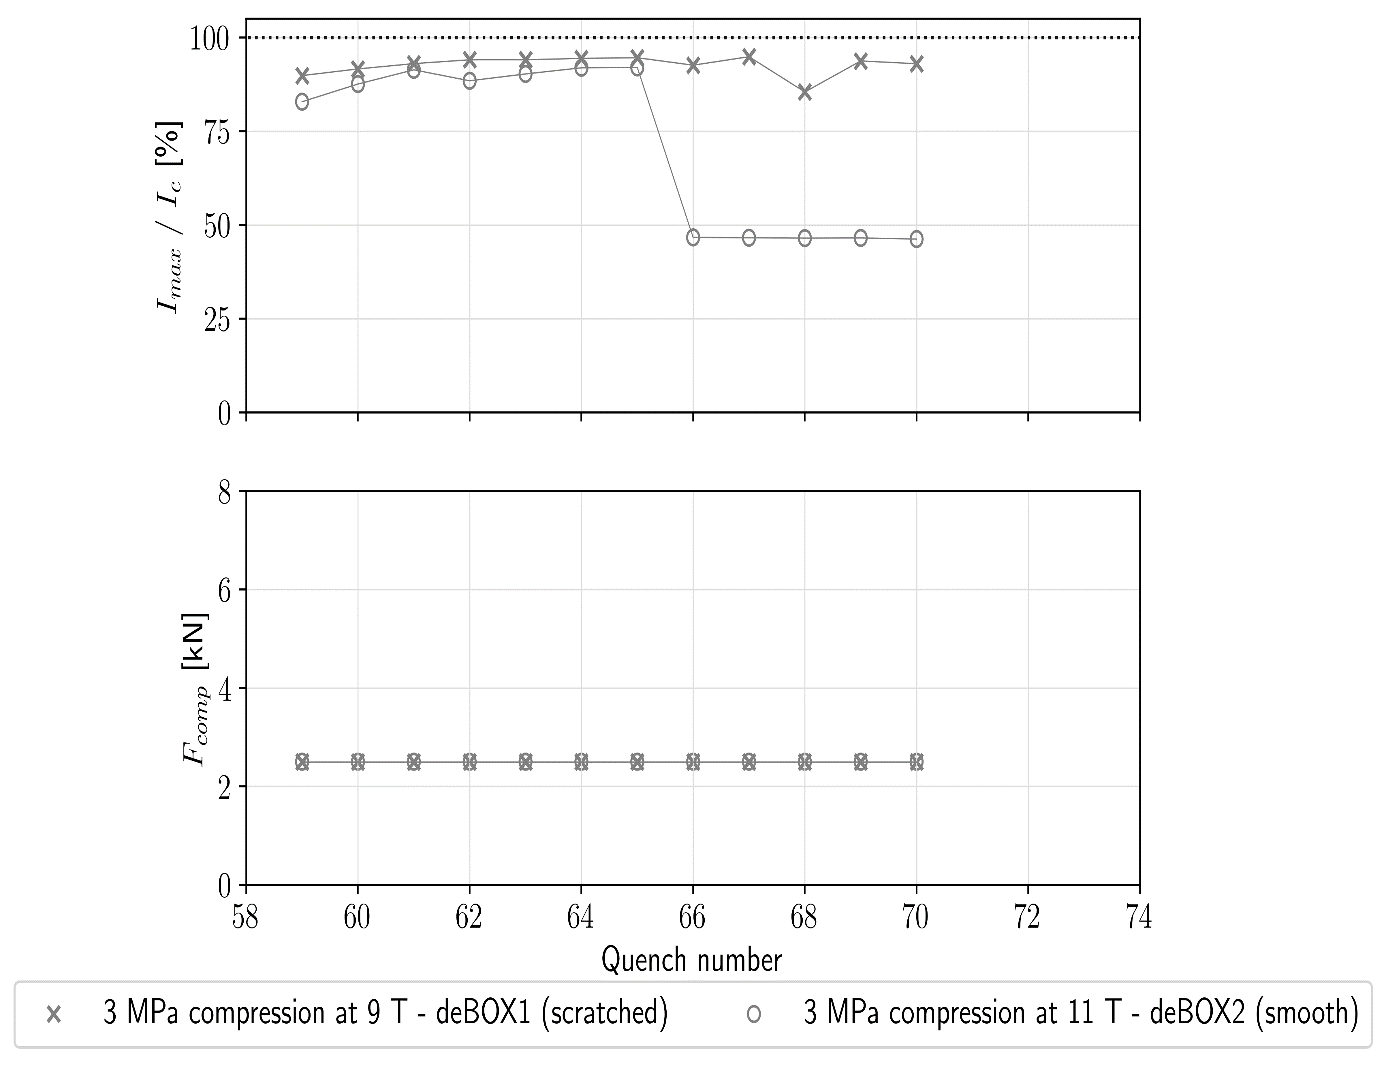 100
75
50
25
0
I_max / I_c [%]
8
6
4
2
0
F_comp [kN]
58 60 62 64 66 68 70 72 74
Quench number
3 MPa compression at 9 T - deBOX1 (scratched) 3 MPa compression at 11 T - deBOX2 (smooth)